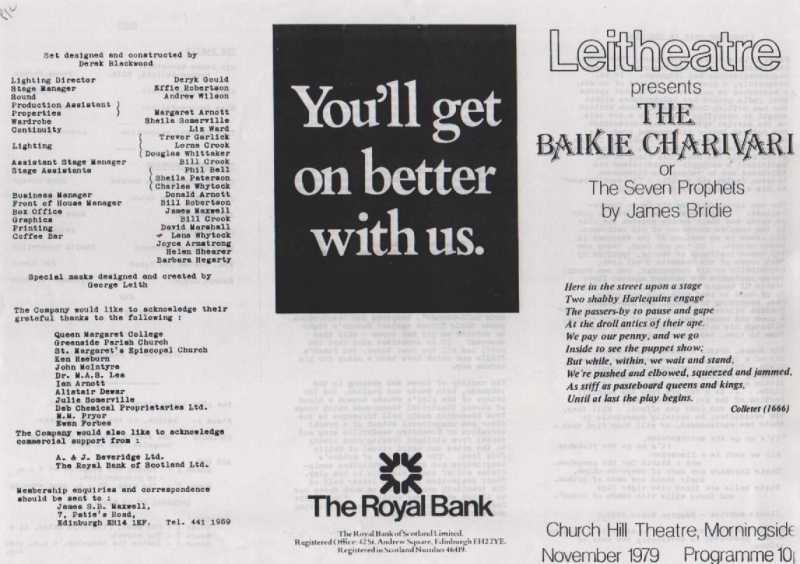 Set designed and constructed by
Derek Blackwood
Lighting Director Deryk Gould
Stage Manager Effie Robertson
Sound Andrew Wilson
Production Assistant }
Properties } Margaret Arnott
Wardrobe Sheila Somerville
Continuity Liz Ward
{ Trevor Garlick
Lighting { Lorna Crook
{ Douglas Whittaker
Assistant Stage Manager Bill Crook
Stage Assistants { Phil Bell
{ Sheila Paterson
{ Charles Whytock
Business Manager Donald Arnott
Front of House Manager Bill Robertson
Box Office James Maxwell
Graphics Bill Crook
Printing David Marshall
Coffee Bar Lena Whytock
Joyce Armstrong
Helen Shearer
Barbara Hegarty
Special masks designed and created by
George Leith
The Company would like to acknowledge their
grateful thanks to the following :
Queen Margaret College
Greenside Parish Church
St. Margaret's Episcopal Church
Ken Raeburn
John McIntyre
Dr. M.A.S. Lea
Ian Arnott
Alistair Dewar
Julie Somerville
Deb Chemical Proprietaries Ltd.
M.M. Pryor
Ewen Forbes
The Company would also like to acknowledge
commercial support from :
A. & J. Beveridge Ltd.
The Royal Bank of Scotland Ltd.
Membership enquiries and correspondence
should be sent to :
James S.B. Maxwell,
7, Patie's Road,
Edinburgh EH14 1EF. Tel. 441 1959
You'll get
on better
with us.
The Royal Bank
The Royal Bank of Scotland Limited.
Registered Office: 42 St. Andrew Square, Edinburgh EH2 2YE.
Registered in Scotland Number 46419.
Leitheatre
presents
THE
BAIKIE CHARIVARI
or
The Seven Prophets
by James Bridie
Here in the street upon a stage
Two shabby Harlequins engage
The passers-by to pause and gape
At the droll antics of their ape.
We pay our penny, and we go
Inside to see the puppet show;
But while, within, we wait and stand,
We're pushed and elbowed, squeezed and jammed,
As stiff as pasteboard queens and kings,
Until at last the play begins.
Colletet (1666)
Church Hill Theatre, Morningside
November 1979 Programme 10p